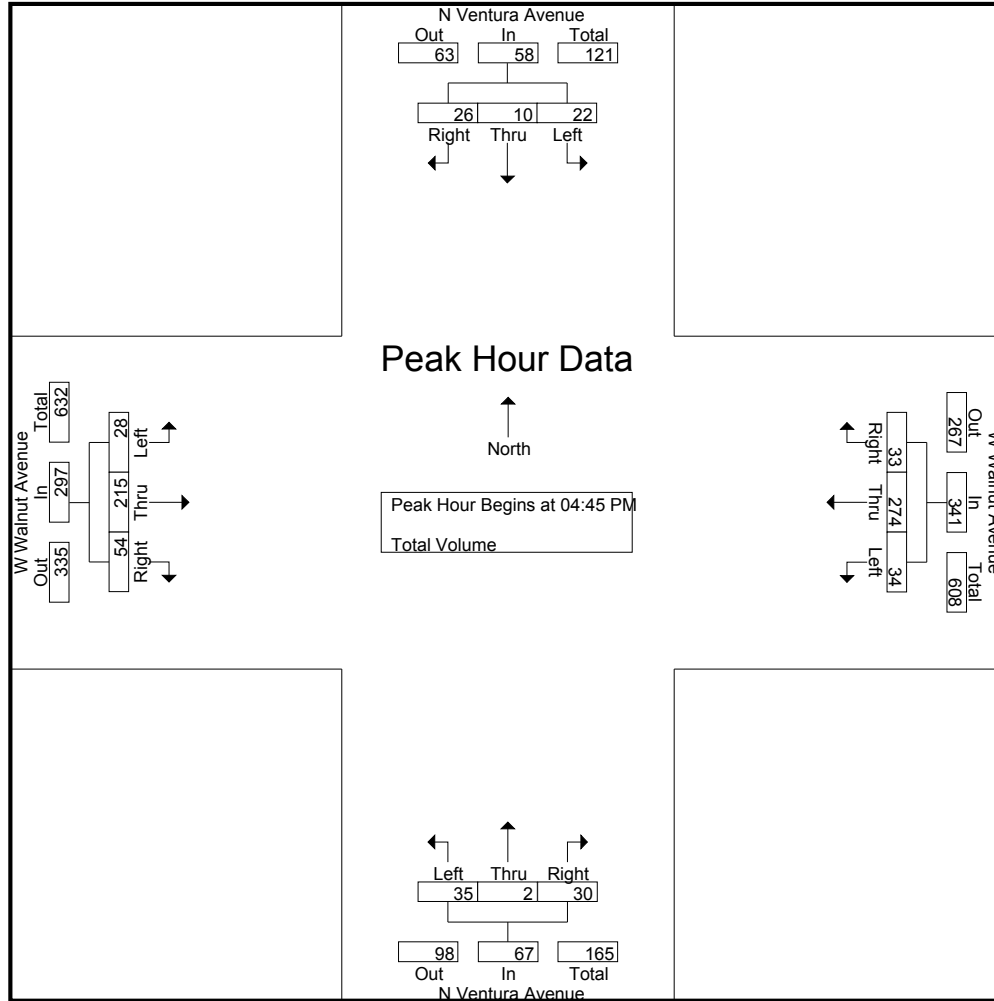 N Ventura Avenue
Out In Total
63 58 121
26 10 22
Right Thru Left
Peak Hour Data
North
Peak Hour Begins at 04:45 PM
Total Volume
W Walnut Avenue
Total In Out
632 297 335
28 215 54
Left Thru Right
W Walnut Avenue
Out In Total
267 341 608
33 274 34
Right Thru Left
Left Thru Right
35 2 30
98 67 165
Out In Total
N Ventura Avenue